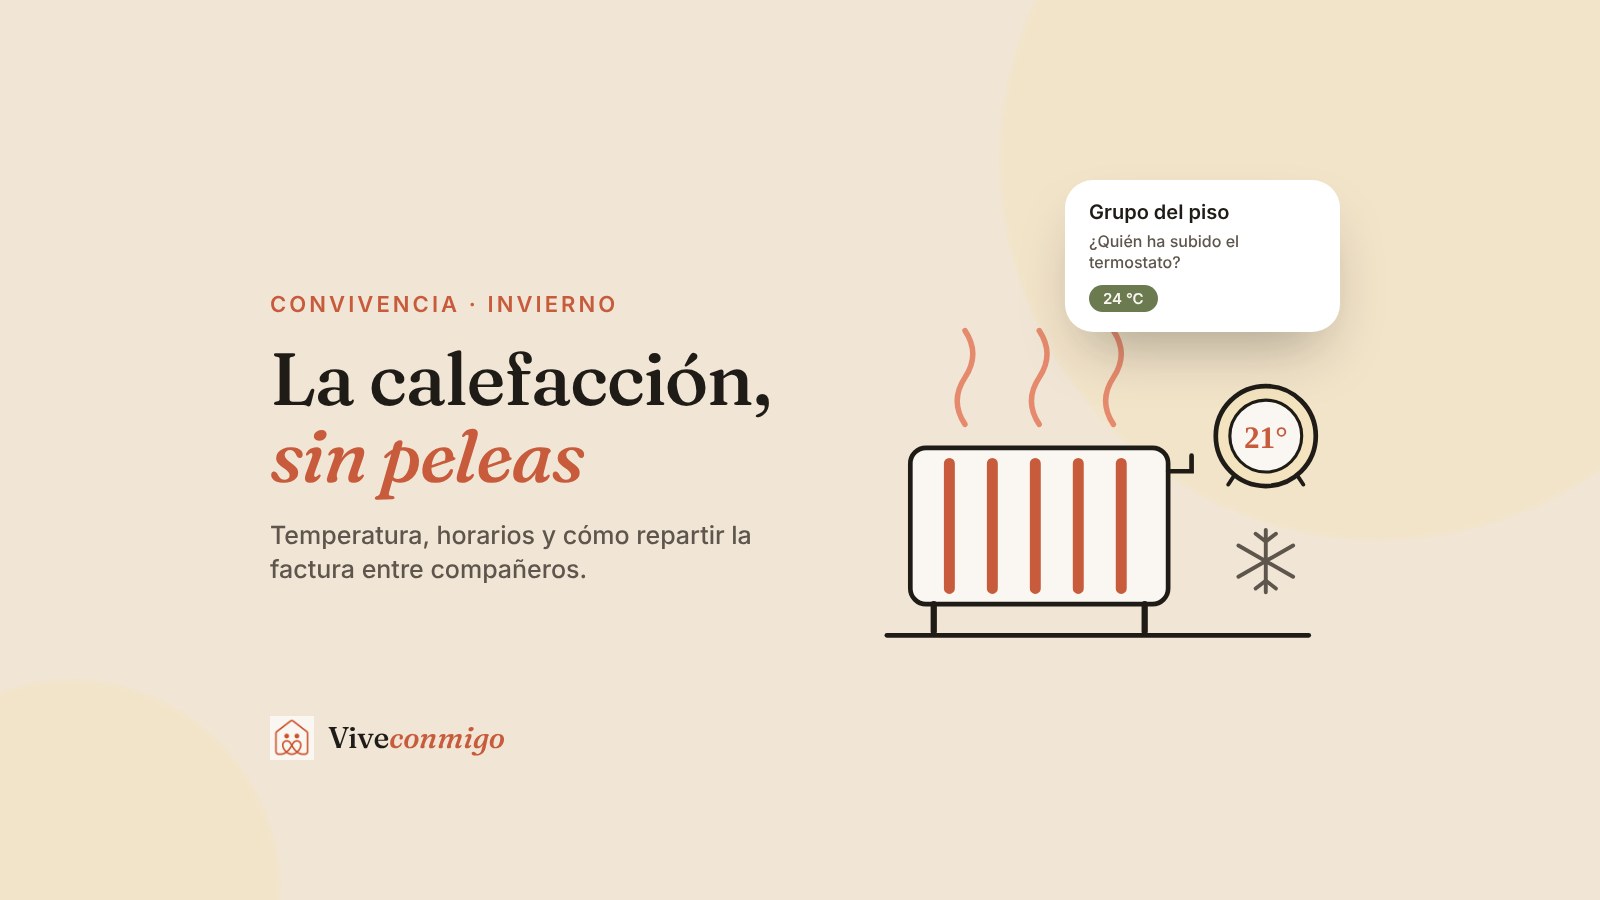 CONVIVENCIA · INVIERNO
La calefacción,
sin peleas
Temperatura, horarios y cómo repartir la
factura entre compañeros.
Viveconmigo
Grupo del piso
¿Quién ha subido el
termostato?
24 °C
21°